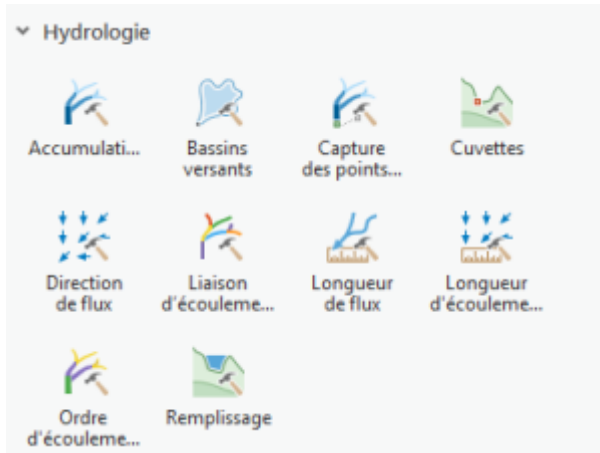 Hydrologie
Accumulati...
Bassins
versants
Capture
des points...
Cuvettes
Direction
de flux
Liaison
d'écouleme...
Longueur
de flux
Longueur
d'écouleme...
Ordre
d'écouleme...
Remplissage